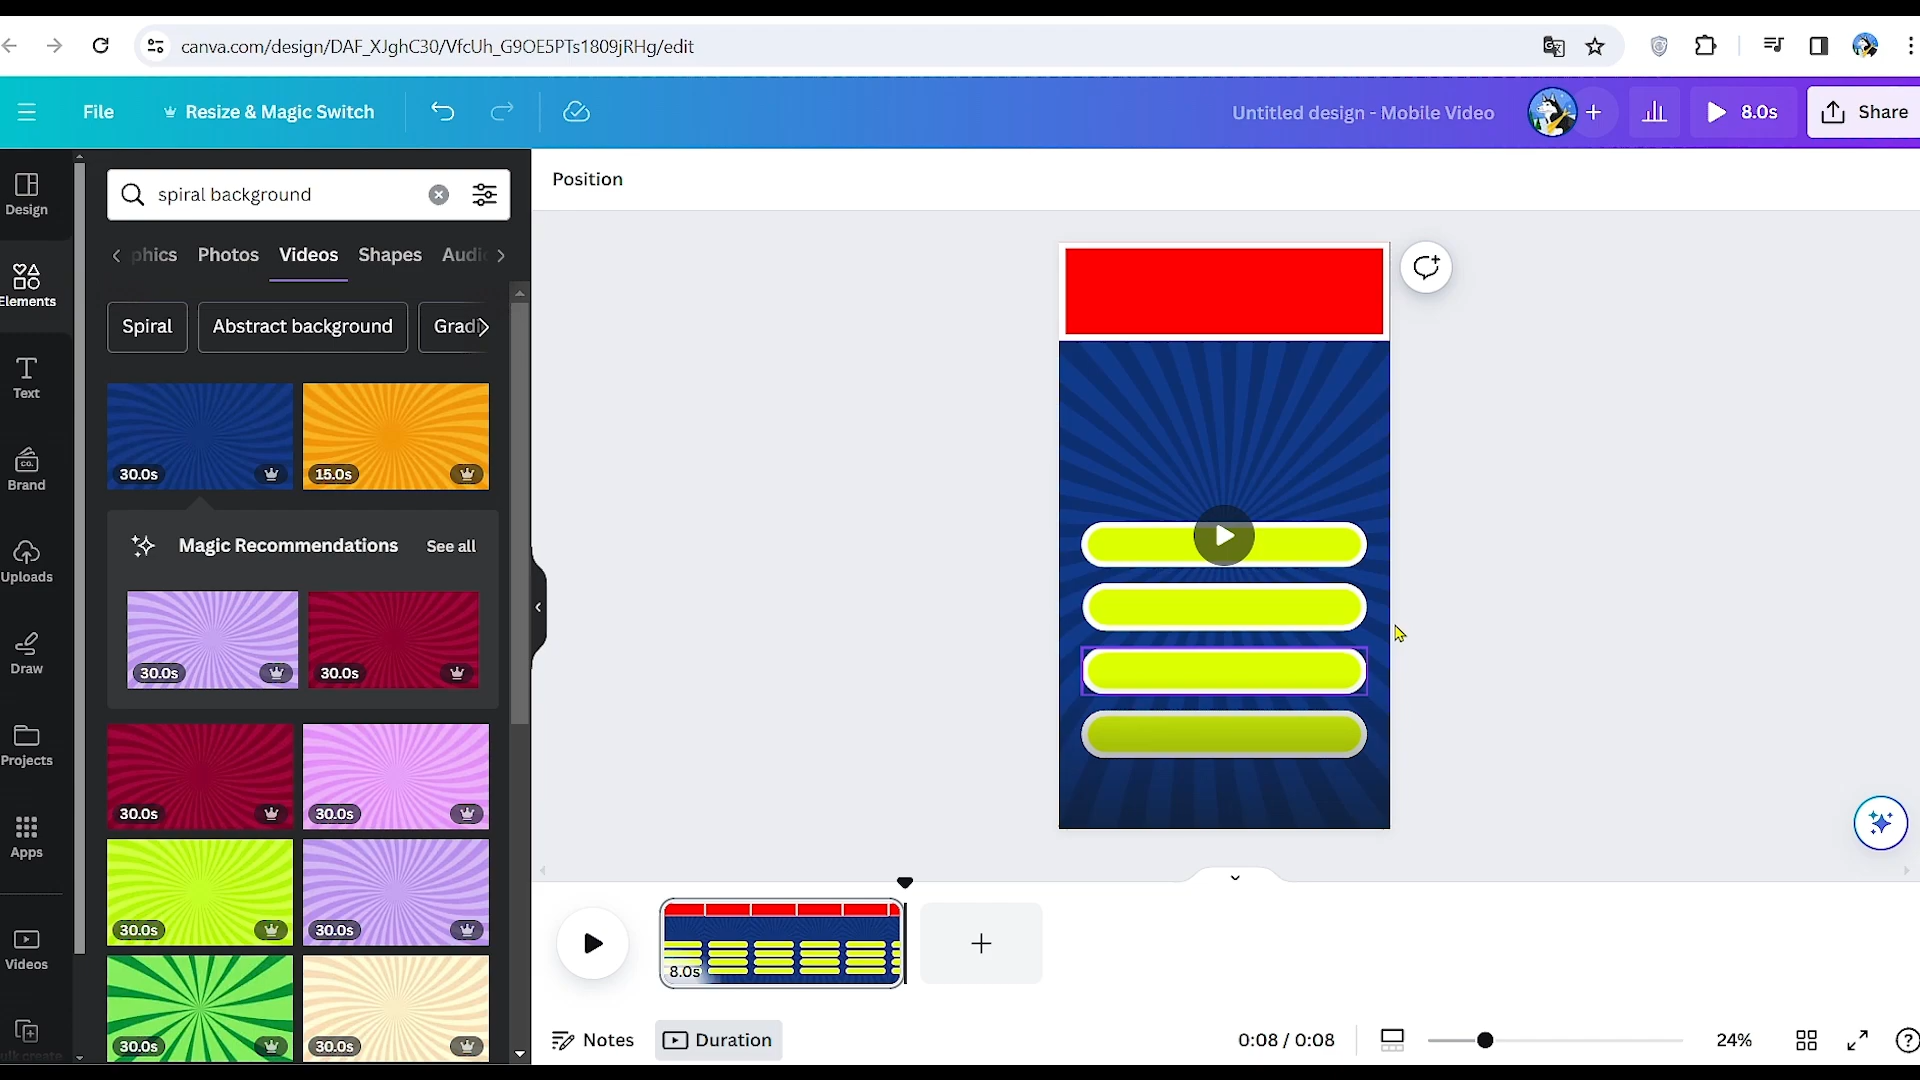 canva.com/design/DAF_XJghC30/VfcUh_G9OE5PTs1809jRHg/edit
File
Resize & Magic Switch
Untitled design - Mobile Video
8.0s
Share
Design
Elements
Text
Brand
Uploads
Draw
Projects
Apps
Videos
spiral background
phics
Photos
Videos
Shapes
Audi
Spiral
Abstract background
Gradi
30.0s
15.0s
Magic Recommendations
See all
30.0s
30.0s
30.0s
30.0s
30.0s
30.0s
30.0s
30.0s
Position
8.0s
Notes
Duration
0:08 / 0:08
24%